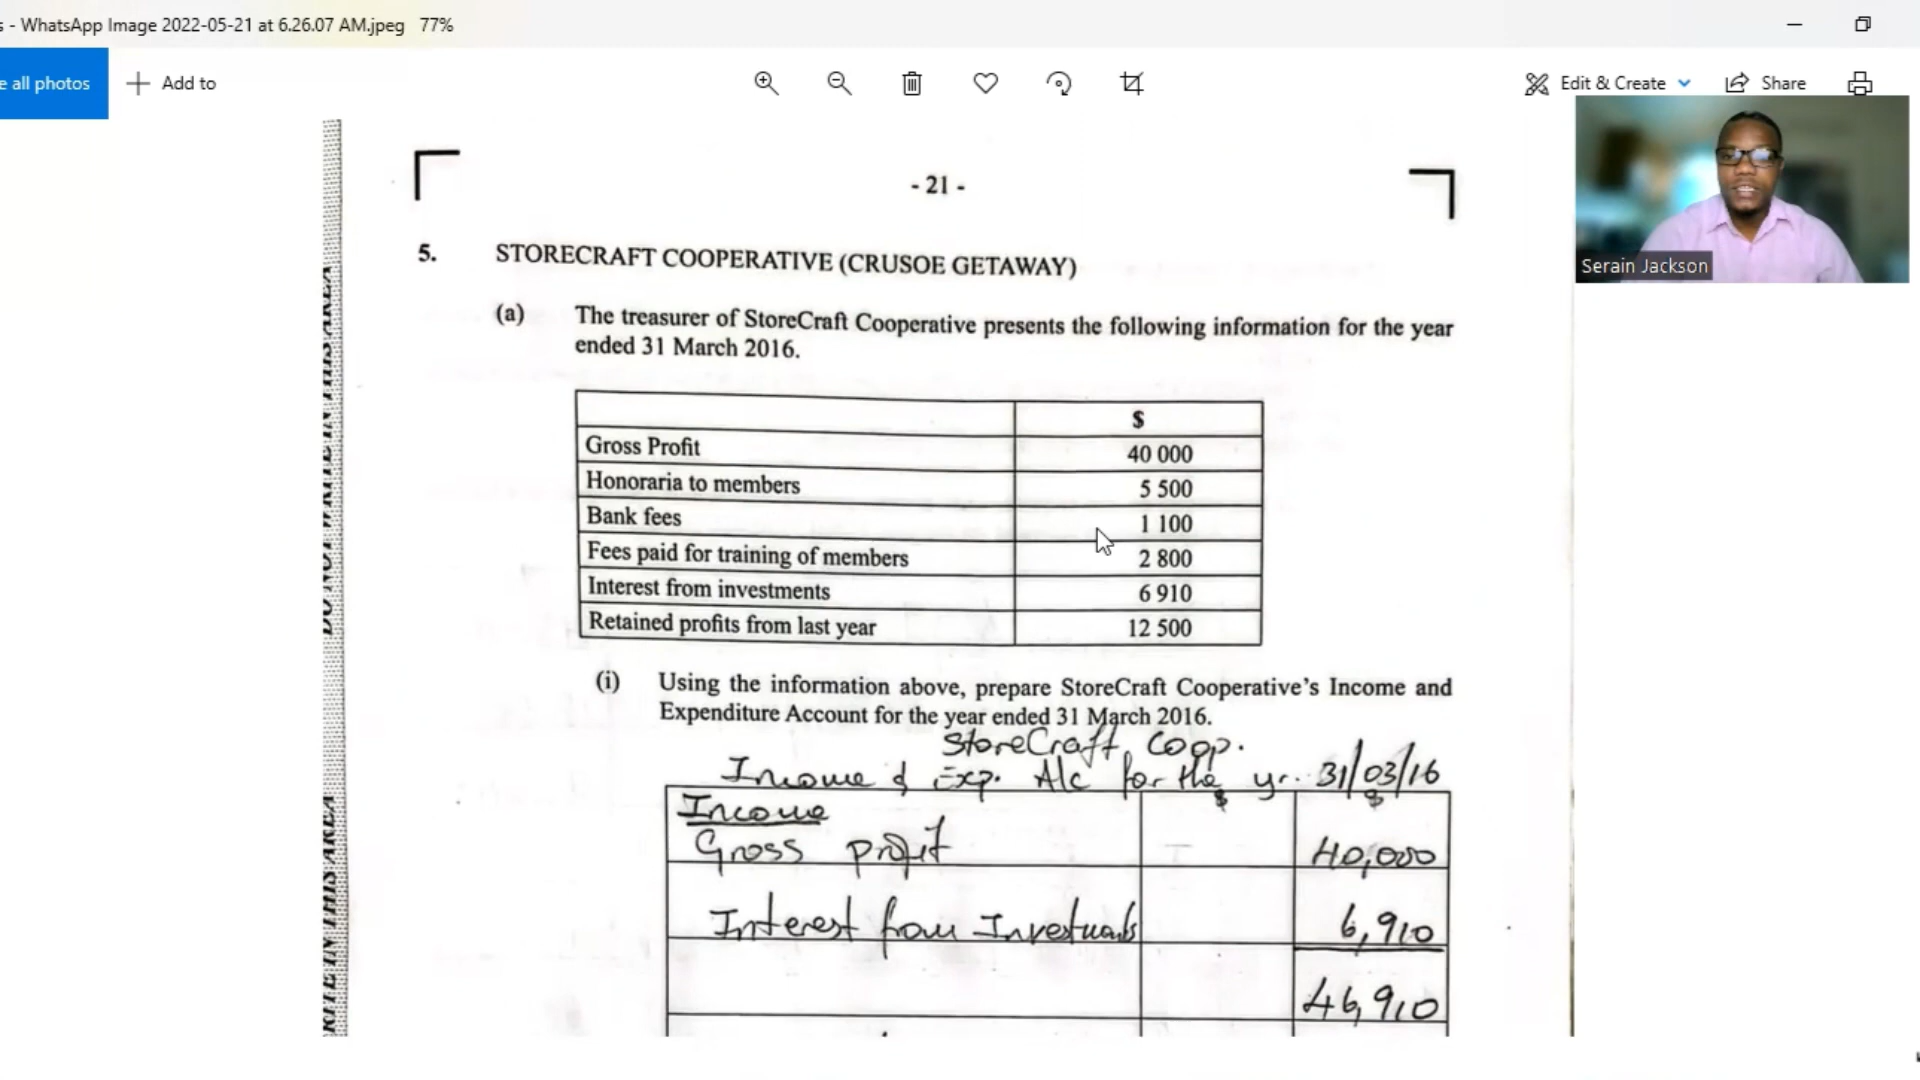 s - WhatsApp Image 2022-05-21 at 6.26.07 AM.jpeg 77%
e all photos
Add to
Edit & Create
Share
Serain Jackson
- 21 -
5. STORECRAFT COOPERATIVE (CRUSOE GETAWAY)
(a) The treasurer of StoreCraft Cooperative presents the following information for the year
ended 31 March 2016.
$
Gross Profit 40 000
Honoraria to members 5 500
Bank fees 1 100
Fees paid for training of members 2 800
Interest from investments 6 910
Retained profits from last year 12 500
(i) Using the information above, prepare StoreCraft Cooperative's Income and
Expenditure Account for the year ended 31 March 2016.
StoreCraft Coop.
Income & Exp. A/c for the yr. 31/03/16
$ $
Income
Gross profit 40,000
Interest from 6,910
46,910